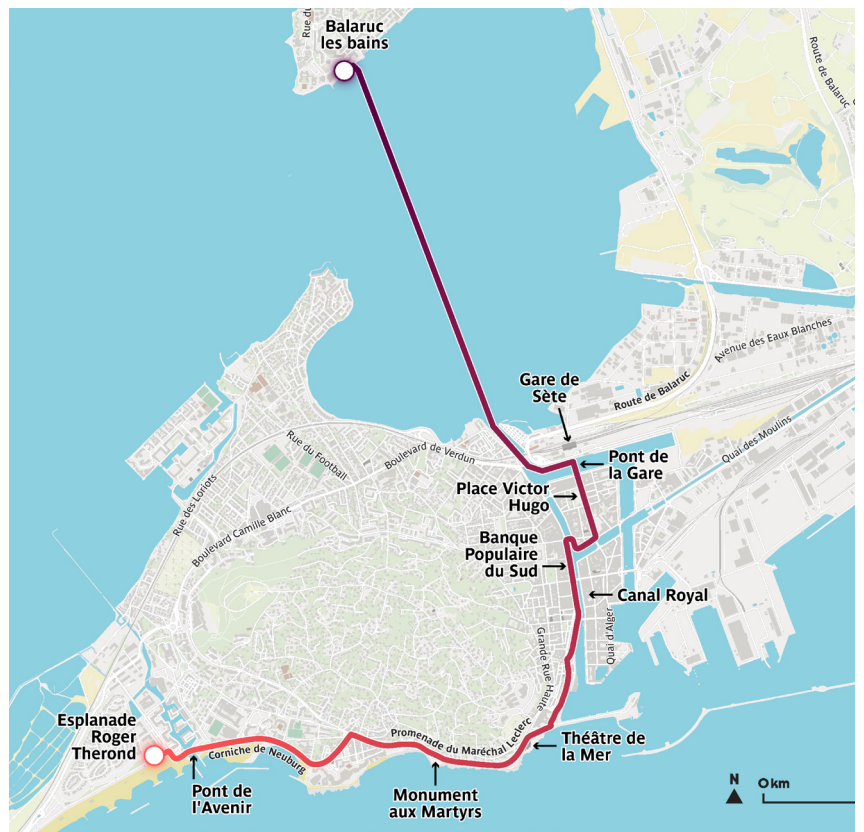 Rue du
Balaruc
les bains
Route de Balaruc
Avenue des Eaux Blanches
Gare de
Sète
Route de Balaruc
Quai des Moulins
Rue du Football
Boulevard de Verdun
Pont de
la Gare
Place Victor
Hugo
Rue des Loriots
Boulevard Camille Blanc
Banque
Populaire
du Sud
Canal Royal
Quai d'Alger
Grande Rue Haute
Esplanade
Roger
Therond
Promenade du Maréchal Leclerc
Théâtre de
la Mer
Corniche de Neuburg
Pont de
l'Avenir
Monument
aux Martyrs
N
0 km